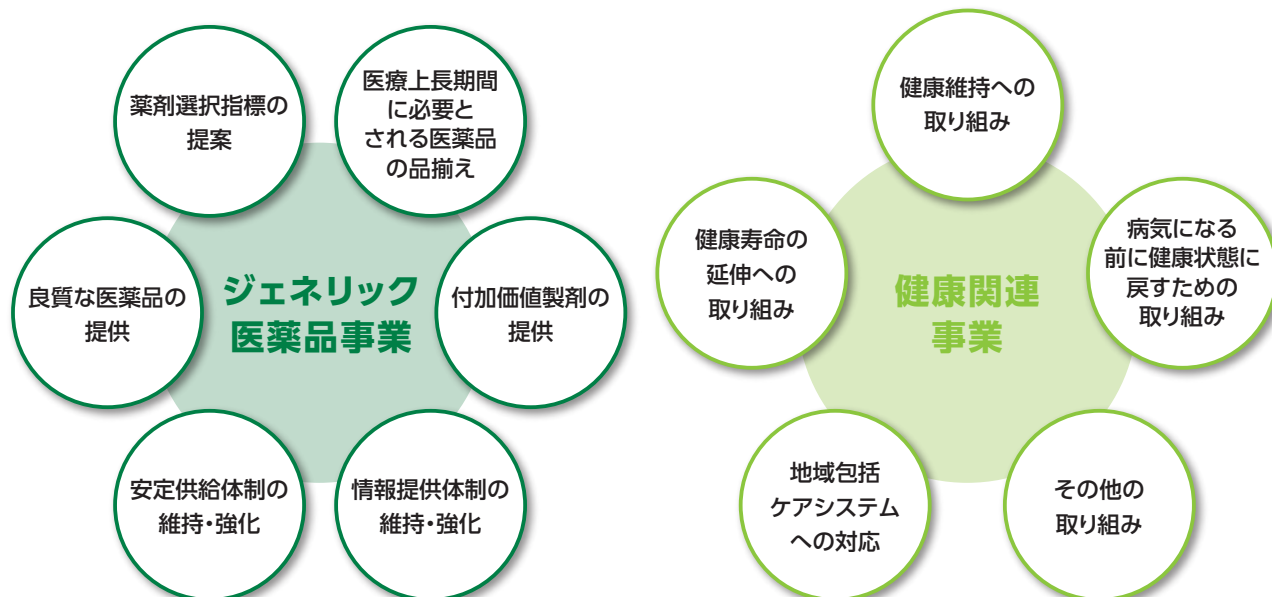 薬剤選択指標の
提案
医療上長期間
に必要と
される医薬品
の品揃え
良質な医薬品の
提供
ジェネリック
医薬品事業
付加価値製剤の
提供
安定供給体制の
維持・強化
情報提供体制の
維持・強化
健康維持への
取り組み
健康寿命の
延伸への
取り組み
健康関連
事業
病気になる
前に健康状態に
戻すための
取り組み
地域包括
ケアシステム
への対応
その他の
取り組み